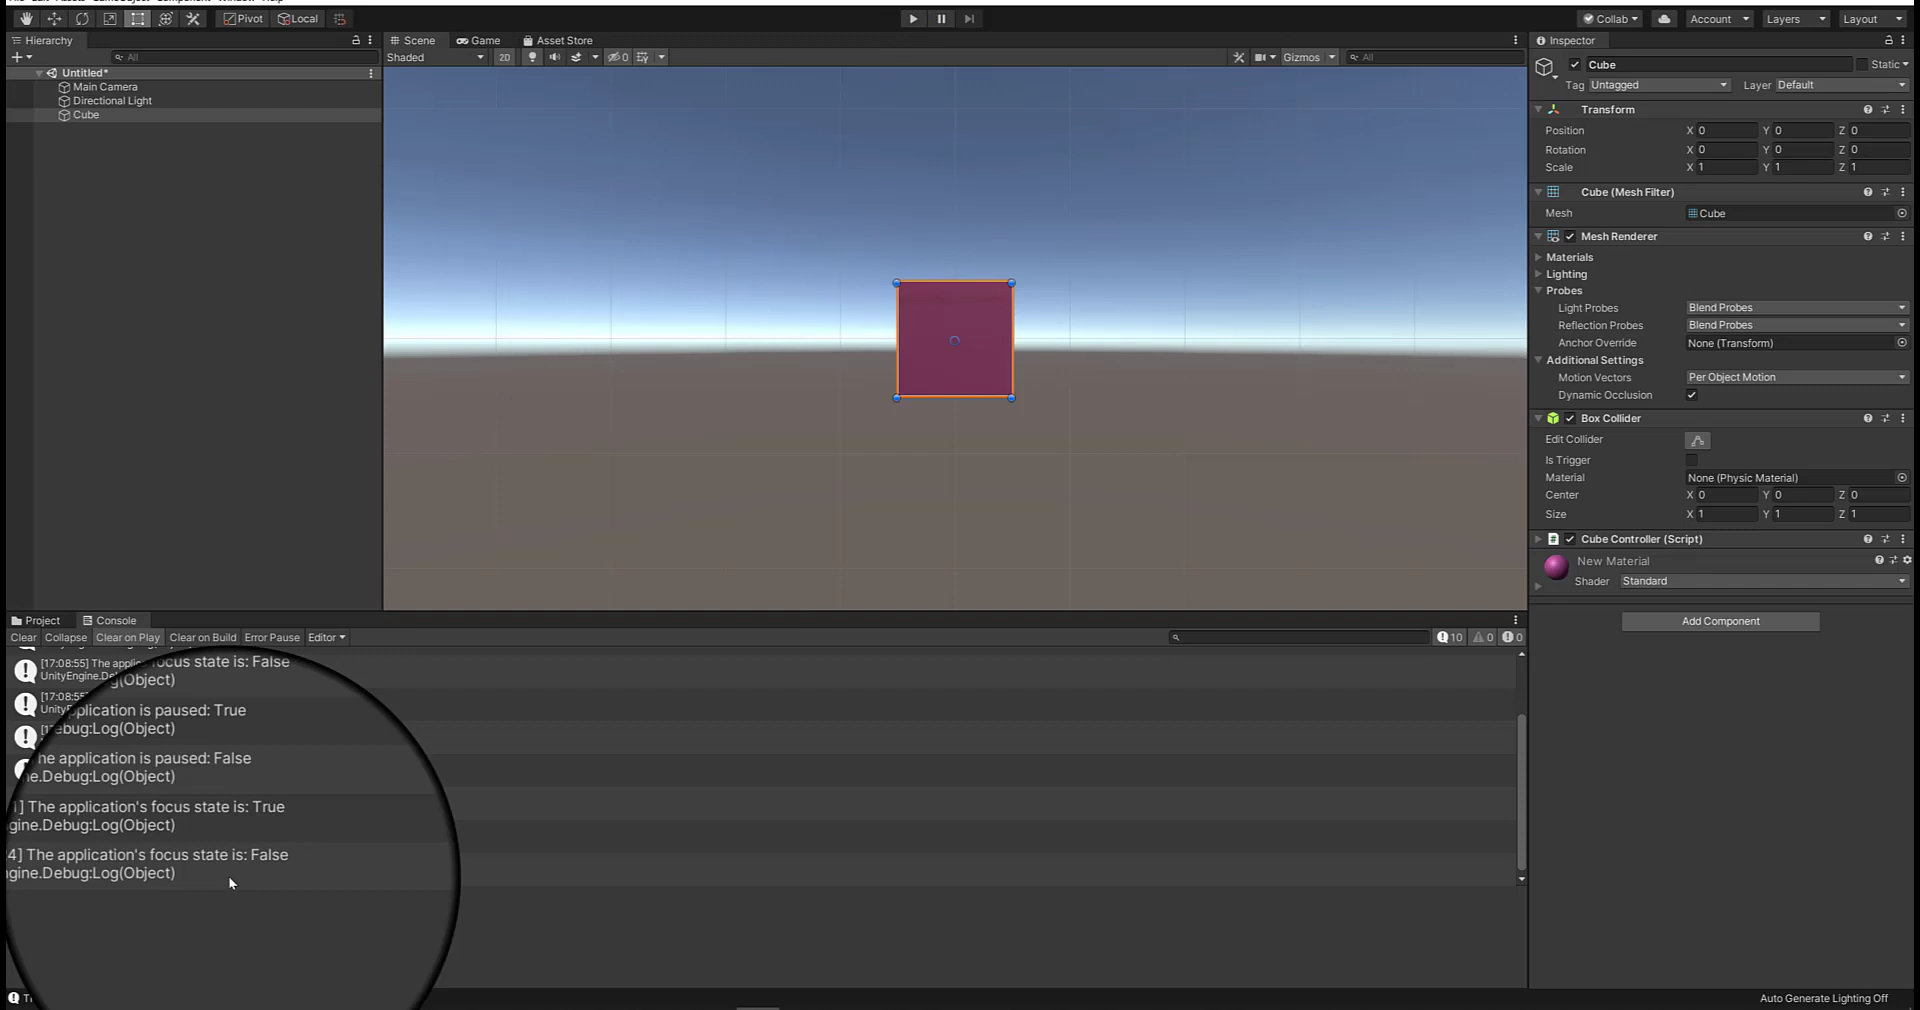 Pivot
Local
Collab
Account
Layers
Layout
Hierarchy
All
Untitled*
Main Camera
Directional Light
Cube
Scene
Game
Asset Store
Shaded
2D
0
Gizmos
All
Inspector
Cube
Static
Tag Untagged
Layer Default
Transform
Position X 0 Y 0 Z 0
Rotation X 0 Y 0 Z 0
Scale X 1 Y 1 Z 1
Cube (Mesh Filter)
Mesh Cube
Mesh Renderer
Materials
Lighting
Probes
Light Probes Blend Probes
Reflection Probes Blend Probes
Anchor Override None (Transform)
Additional Settings
Motion Vectors Per Object Motion
Dynamic Occlusion
Box Collider
Edit Collider
Is Trigger
Material None (Physic Material)
Center X 0 Y 0 Z 0
Size X 1 Y 1 Z 1
Cube Controller (Script)
New Material
Shader Standard
Add Component
Project
Console
Clear Collapse Clear on Play Clear on Build Error Pause Editor
10 0 0
[17:08:55] The applic focus state is: False
UnityEngine.De g(Object)
[17:08:55 plication is paused: True
ebug:Log(Object)
he application is paused: False
ne.Debug:Log(Object)
] The application's focus state is: True
gine.Debug:Log(Object)
4] The application's focus state is: False
ngine.Debug:Log(Object)
Auto Generate Lighting Off